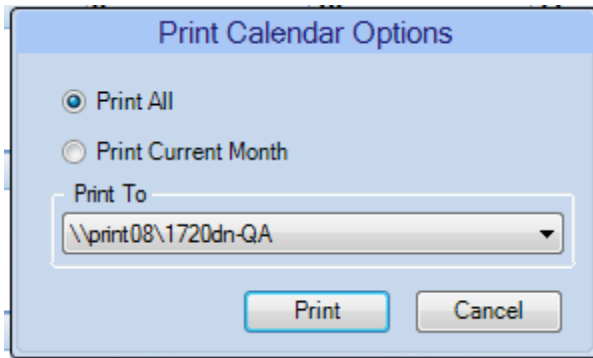 Print Calendar Options
Print All
Print Current Month
Print To
\\print08\1720dn-QA
Print
Cancel